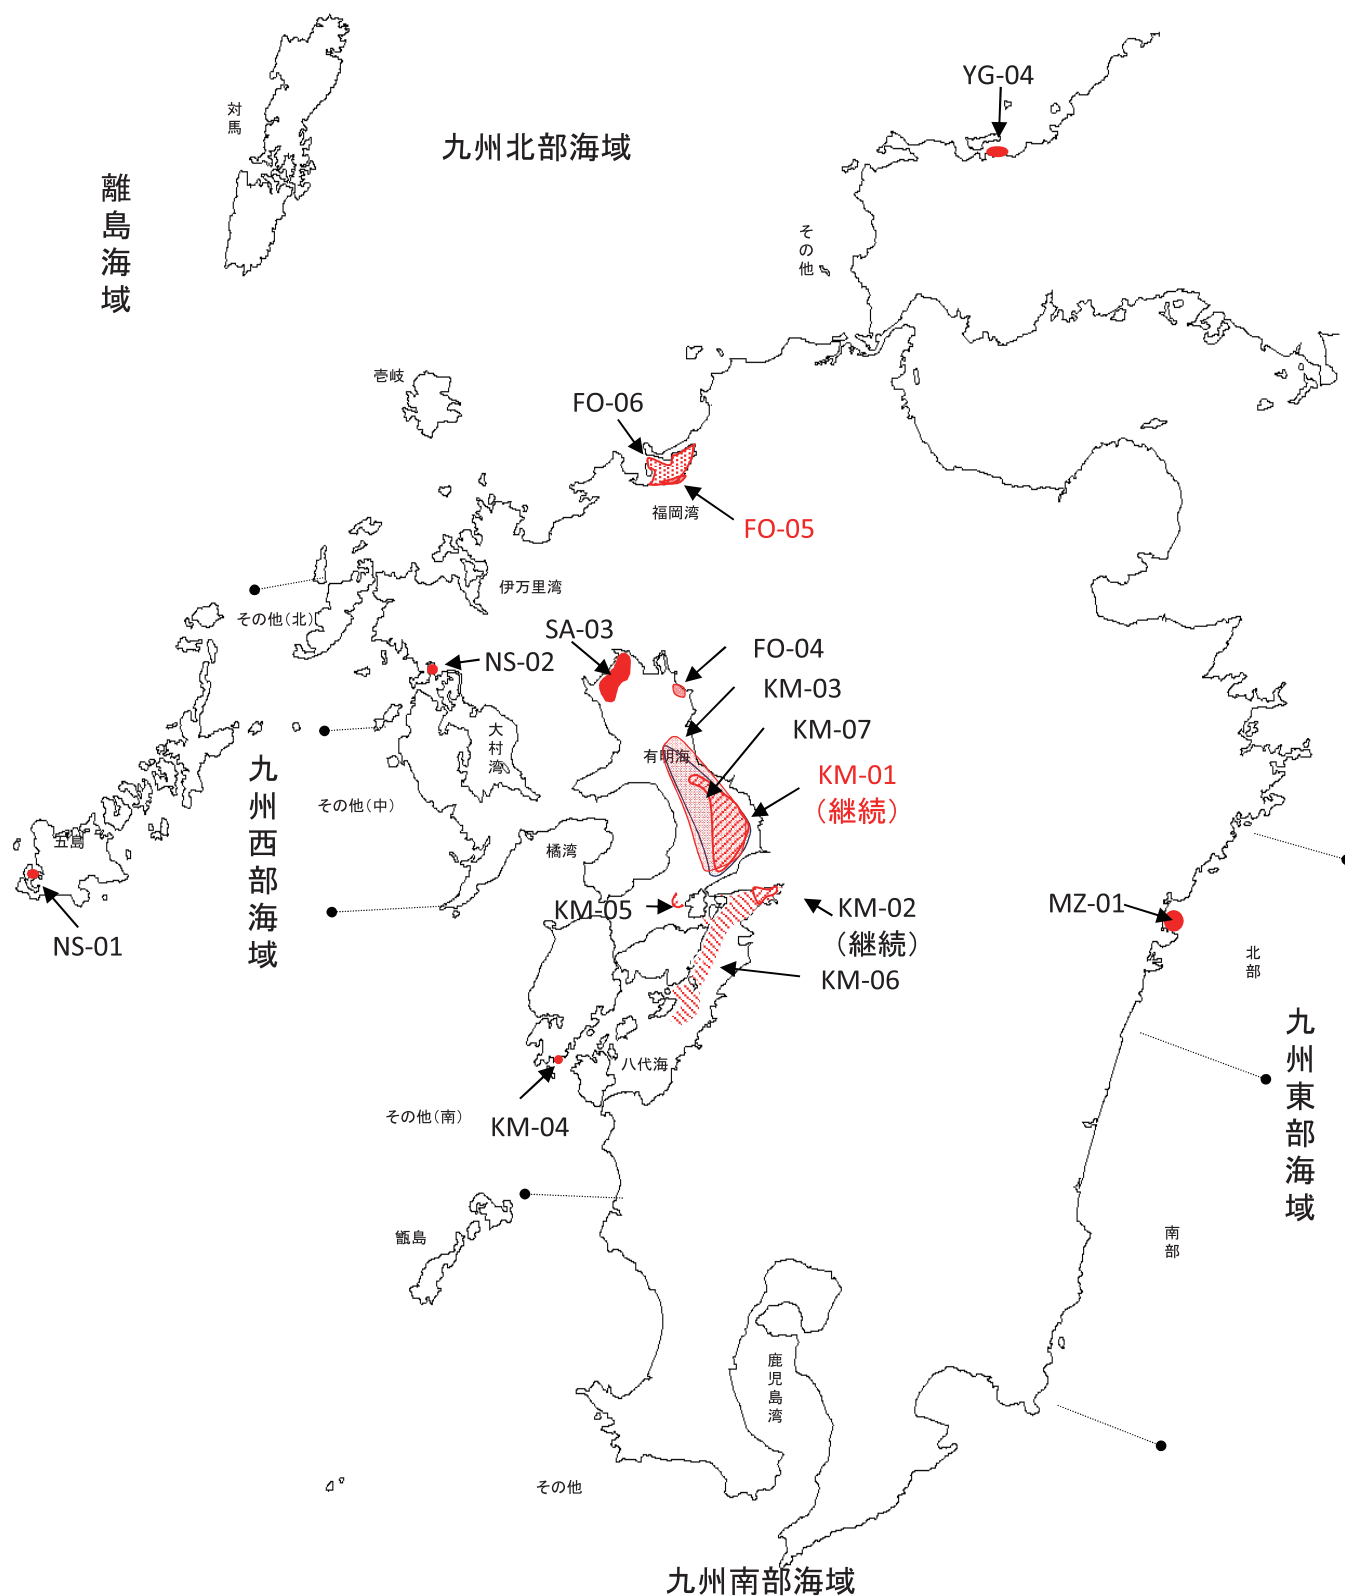 YG-04
対馬
九州北部海域
離島海域
その他
壱岐
FO-06
福岡湾
FO-05
伊万里湾
その他(北)
SA-03
FO-04
NS-02
KM-03
KM-07
大村湾
有明海
KM-01
(継続)
九州西部海域
その他(中)
五島
橘湾
KM-05
KM-02
(継続)
MZ-01
NS-01
KM-06
北部
九州東部海域
八代海
その他(南)
KM-04
甑島
南部
鹿児島湾
その他
九州南部海域